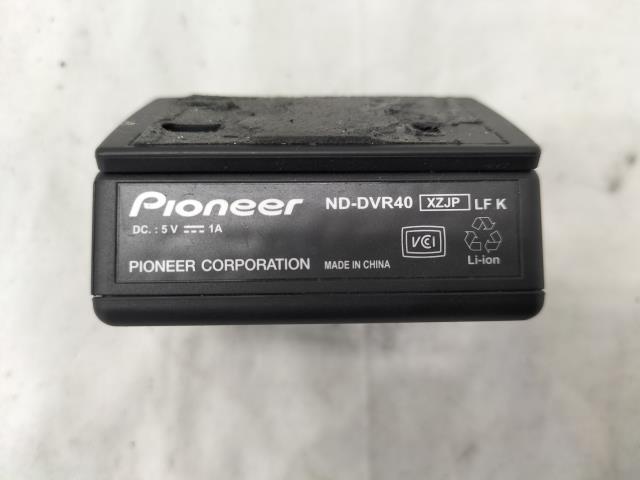 Pioneer ND-DVR40 XZJP LF K
DC. : 5 V ⎓ 1A
VCI
Li-ion
PIONEER CORPORATION MADE IN CHINA